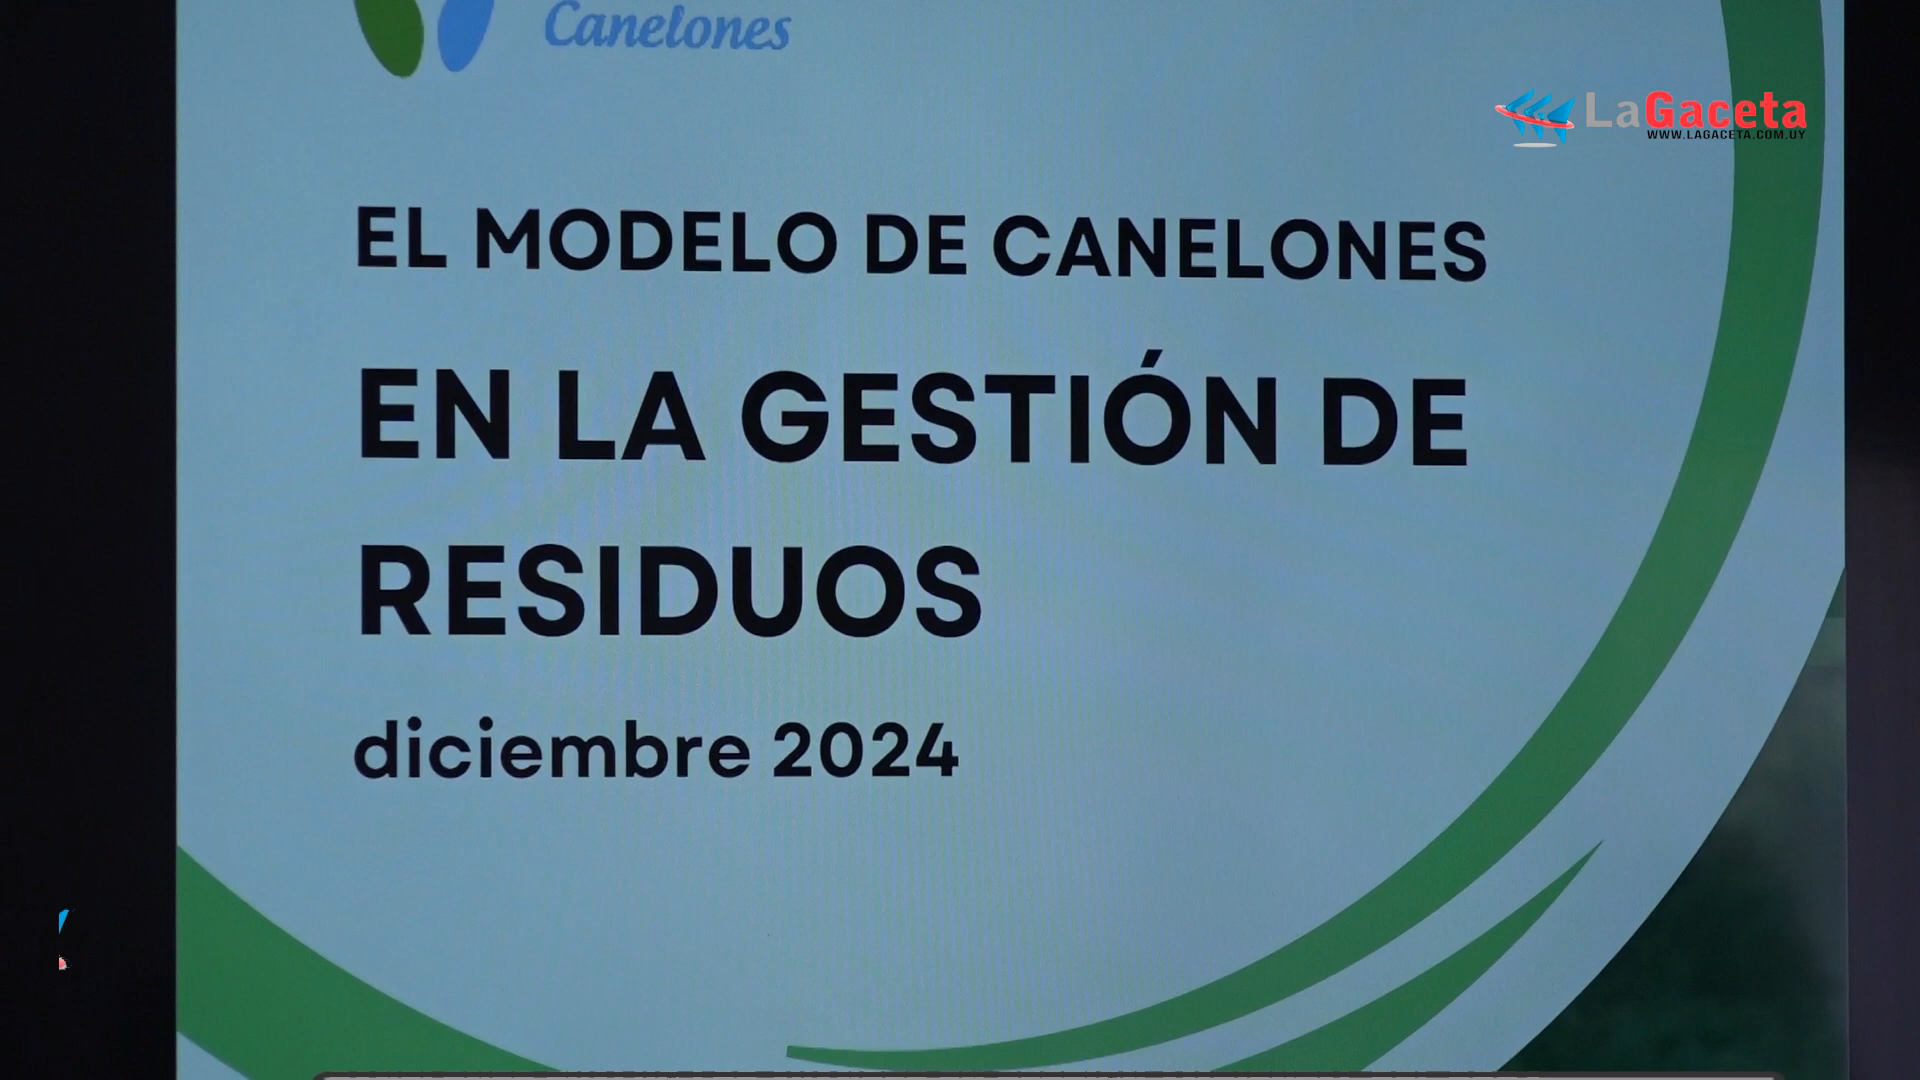 Canelones
LaGaceta
WWW.LAGACETA.COM.UY
EL MODELO DE CANELONES
EN LA GESTIÓN DE
RESIDUOS
diciembre 2024